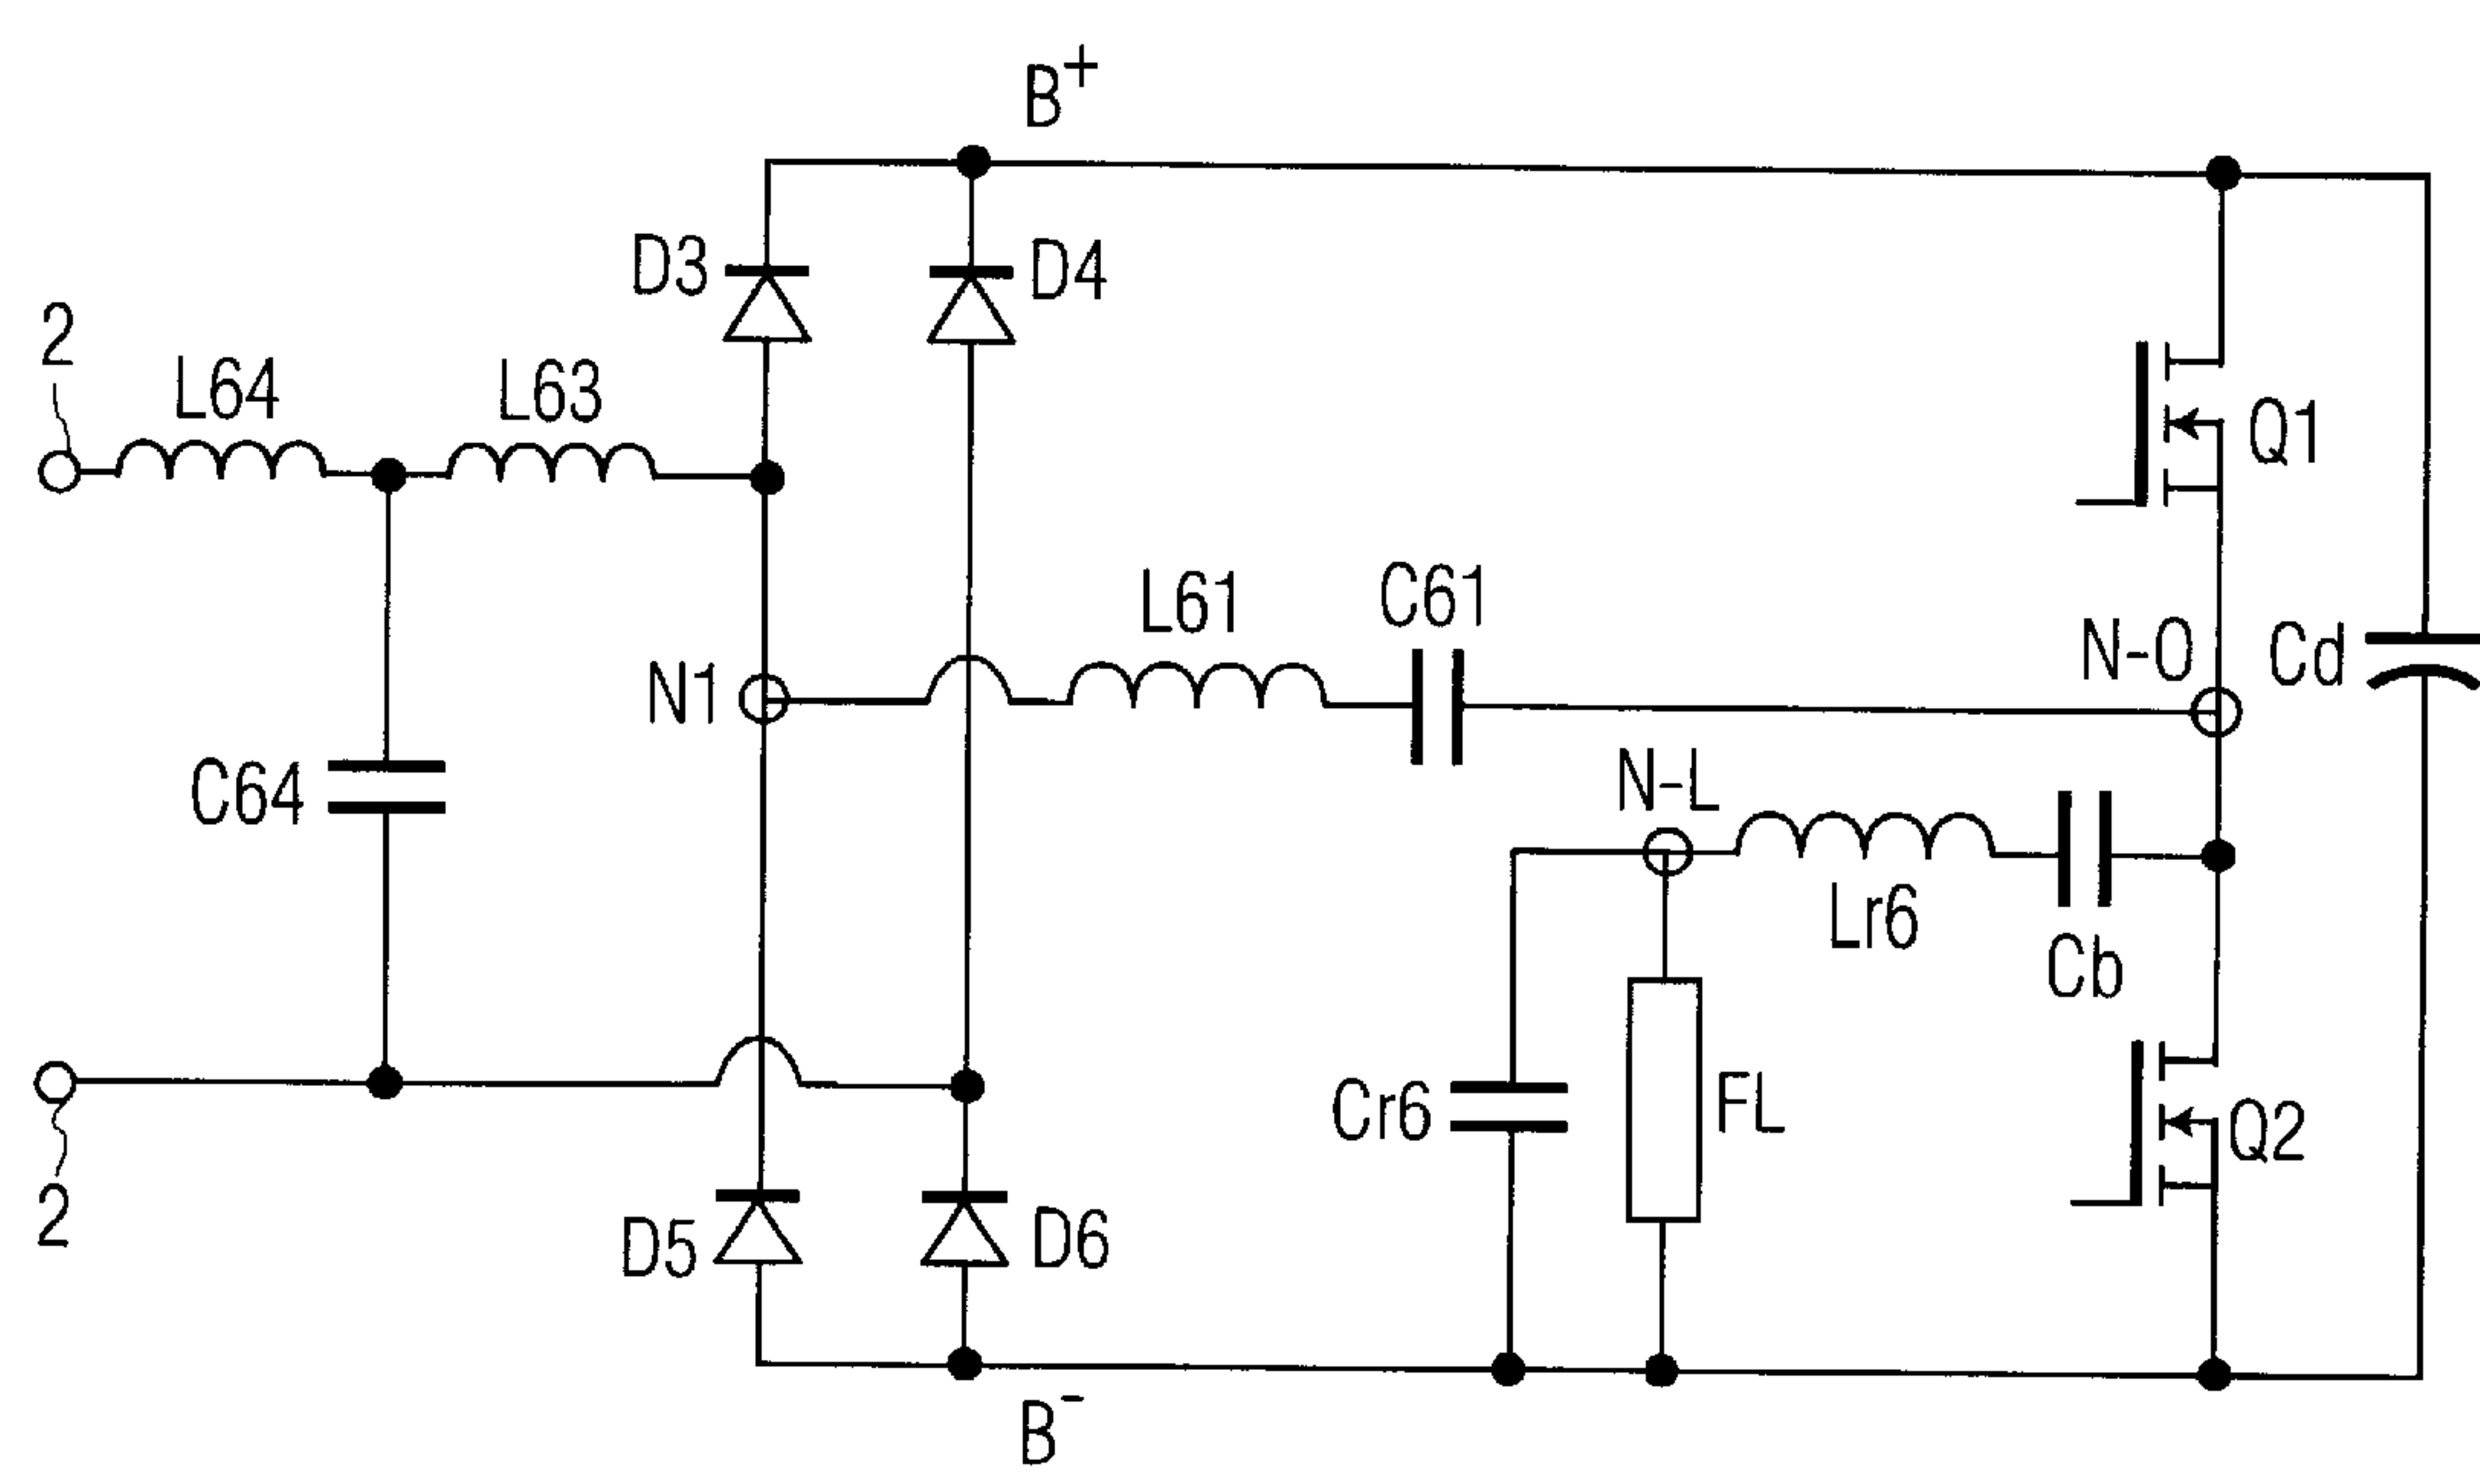 B+
D3
D4
2
L64
L63
Q1
L61
C61
N1
N-O
Cd
C64
N-L
Lr6
Cb
Cr6
FL
Q2
2
D5
D6
B-